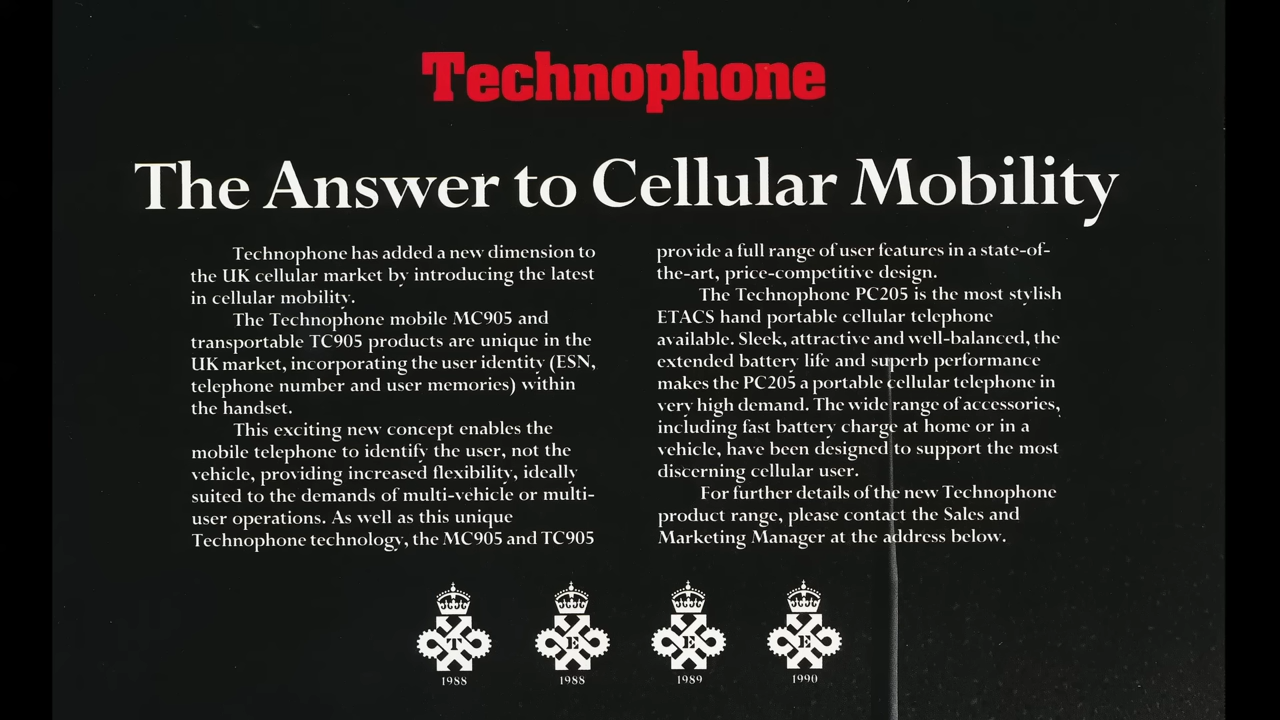 Technophone
The Answer to Cellular Mobility
Technophone has added a new dimension to
the UK cellular market by introducing the latest
in cellular mobility.
The Technophone mobile MC905 and
transportable TC905 products are unique in the
UK market, incorporating the user identity (ESN,
telephone number and user memories) within
the handset.
This exciting new concept enables the
mobile telephone to identify the user, not the
vehicle, providing increased flexibility, ideally
suited to the demands of multi-vehicle or multi-
user operations. As well as this unique
Technophone technology, the MC905 and TC905
provide a full range of user features in a state-of-
the-art, price-competitive design.
The Technophone PC205 is the most stylish
ETACS hand portable cellular telephone
available. Sleek, attractive and well-balanced, the
extended battery life and superb performance
makes the PC205 a portable cellular telephone in
very high demand. The wide range of accessories,
including fast battery charge at home or in a
vehicle, have been designed to support the most
discerning cellular user.
For further details of the new Technophone
product range, please contact the Sales and
Marketing Manager at the address below.
T E E E
1988 1988 1989 1990